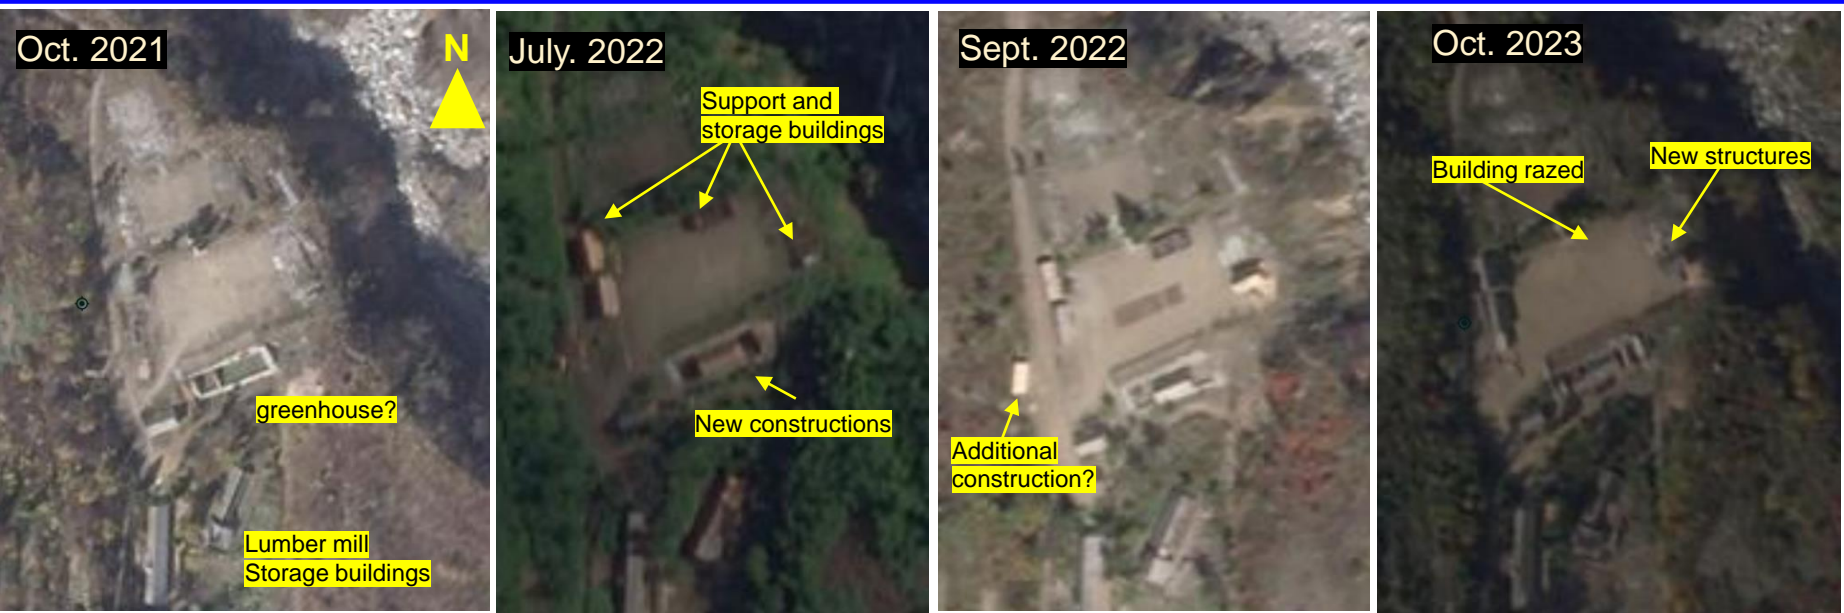 Oct. 2021
N
greenhouse?
Lumber mill
Storage buildings
July. 2022
Support and
storage buildings
New constructions
Sept. 2022
Additional
construction?
Oct. 2023
Building razed
New structures